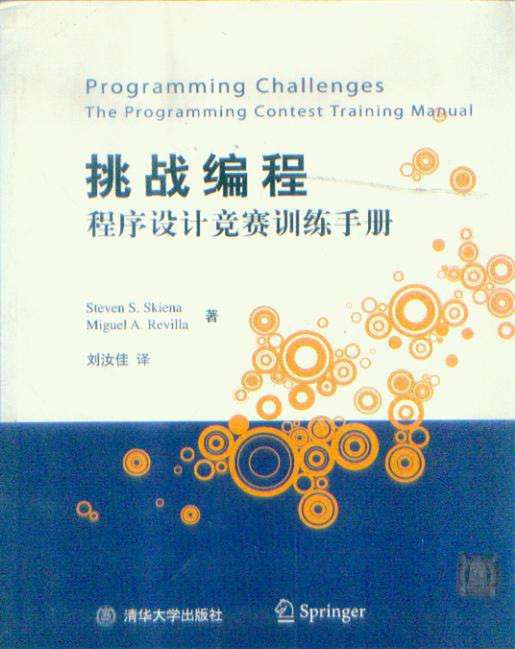 Programming Challenges
The Programming Contest Training Manual
挑战编程
程序设计竞赛训练手册
Steven S. Skiena
Miguel A. Revilla 著
刘汝佳 译
清华大学出版社 Springer